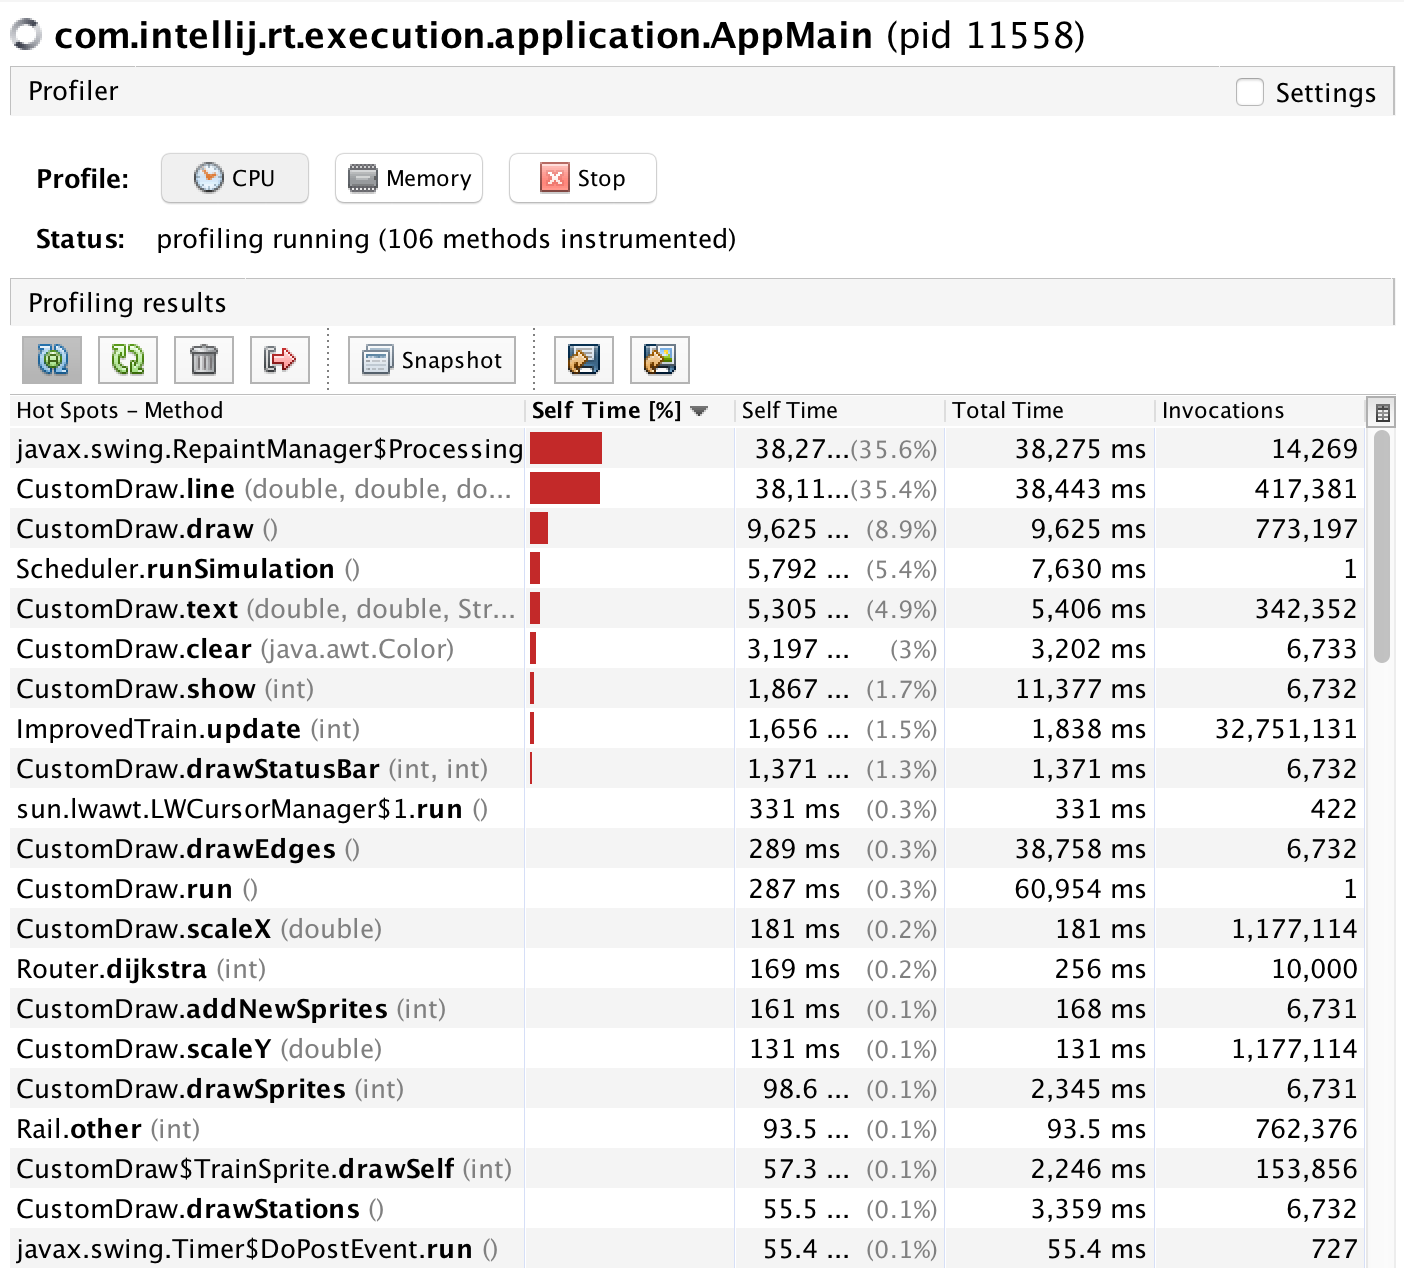 com.intellij.rt.execution.application.AppMain (pid 11558)
Profiler Settings
Profile: CPU Memory Stop
Status: profiling running (106 methods instrumented)
Profiling results
Snapshot
Hot Spots – Method Self Time [%] Self Time Total Time Invocations
javax.swing.RepaintManager$Processing 38,27...(35.6%) 38,275 ms 14,269
CustomDraw.line (double, double, do... 38,11...(35.4%) 38,443 ms 417,381
CustomDraw.draw () 9,625 ... (8.9%) 9,625 ms 773,197
Scheduler.runSimulation () 5,792 ... (5.4%) 7,630 ms 1
CustomDraw.text (double, double, Str... 5,305 ... (4.9%) 5,406 ms 342,352
CustomDraw.clear (java.awt.Color) 3,197 ... (3%) 3,202 ms 6,733
CustomDraw.show (int) 1,867 ... (1.7%) 11,377 ms 6,732
ImprovedTrain.update (int) 1,656 ... (1.5%) 1,838 ms 32,751,131
CustomDraw.drawStatusBar (int, int) 1,371 ... (1.3%) 1,371 ms 6,732
sun.lwawt.LWCursorManager$1.run () 331 ms (0.3%) 331 ms 422
CustomDraw.drawEdges () 289 ms (0.3%) 38,758 ms 6,732
CustomDraw.run () 287 ms (0.3%) 60,954 ms 1
CustomDraw.scaleX (double) 181 ms (0.2%) 181 ms 1,177,114
Router.dijkstra (int) 169 ms (0.2%) 256 ms 10,000
CustomDraw.addNewSprites (int) 161 ms (0.1%) 168 ms 6,731
CustomDraw.scaleY (double) 131 ms (0.1%) 131 ms 1,177,114
CustomDraw.drawSprites (int) 98.6 ... (0.1%) 2,345 ms 6,731
Rail.other (int) 93.5 ... (0.1%) 93.5 ms 762,376
CustomDraw$TrainSprite.drawSelf (int) 57.3 ... (0.1%) 2,246 ms 153,856
CustomDraw.drawStations () 55.5 ... (0.1%) 3,359 ms 6,732
javax.swing.Timer$DoPostEvent.run () 55.4 ... (0.1%) 55.4 ms 727